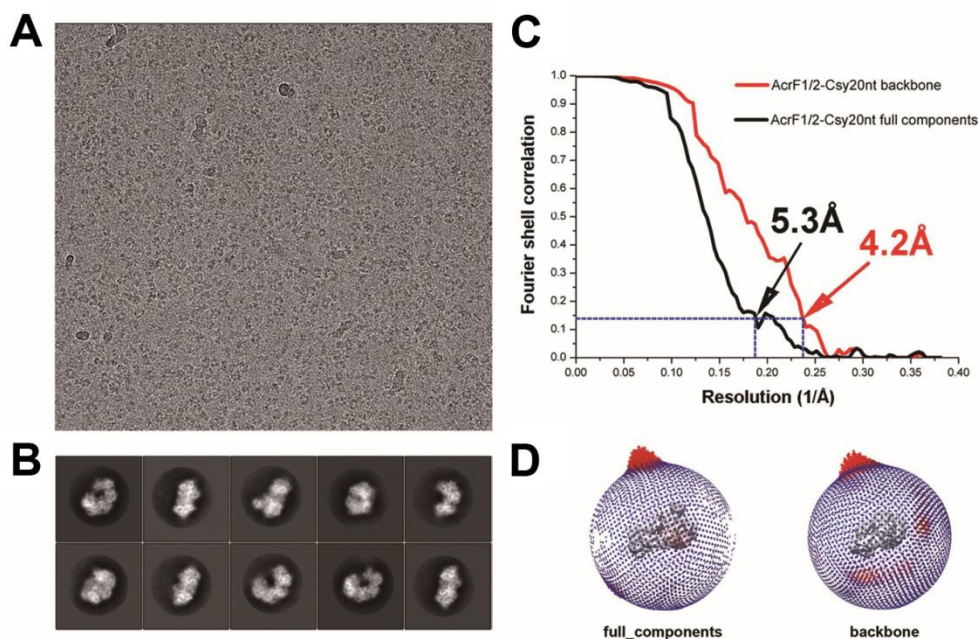 A
C
1.0
0.9
0.8
0.7
0.6
0.5
0.4
0.3
0.2
0.1
0.0
Fourier shell correlation
AcrF1/2-Csy20nt backbone
AcrF1/2-Csy20nt full components
5.3Å
4.2Å
0.00 0.05 0.10 0.15 0.20 0.25 0.30 0.35 0.40
Resolution (1/Å)
B
D
full_components
backbone